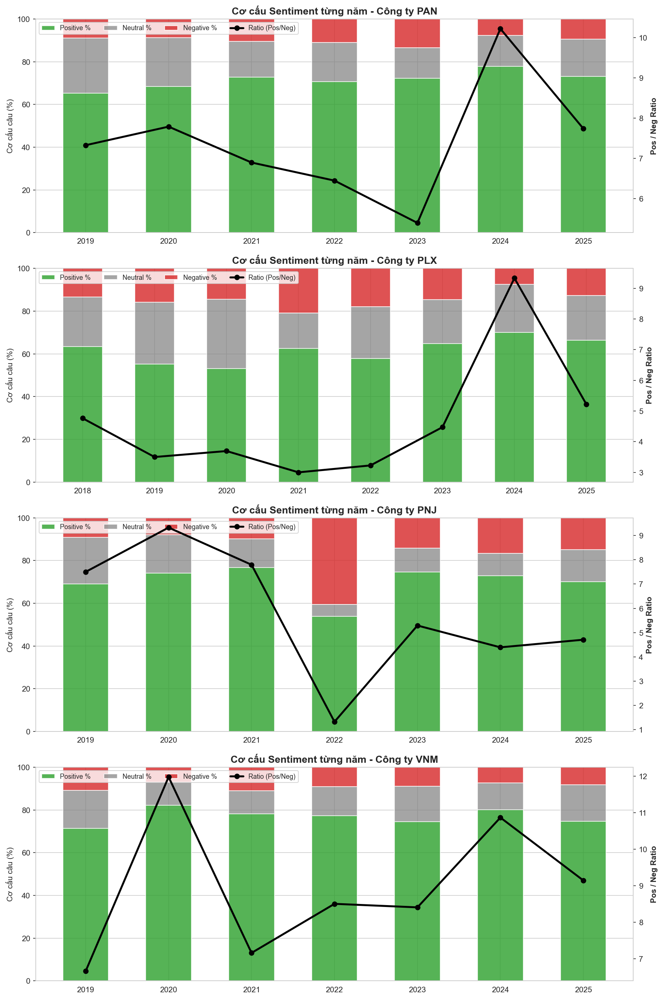 Cơ cấu Sentiment từng năm - Công ty PAN
Positive % Neutral % Negative % Ratio (Pos/Neg)
Cơ cấu câu (%)
100
80
60
40
20
0
10
9
8
7
6
Pos / Neg Ratio
2019 2020 2021 2022 2023 2024 2025
Cơ cấu Sentiment từng năm - Công ty PLX
Positive % Neutral % Negative % Ratio (Pos/Neg)
Cơ cấu câu (%)
100
80
60
40
20
0
9
8
7
6
5
4
3
Pos / Neg Ratio
2018 2019 2020 2021 2022 2023 2024 2025
Cơ cấu Sentiment từng năm - Công ty PNJ
Positive % Neutral % Negative % Ratio (Pos/Neg)
Cơ cấu câu (%)
100
80
60
40
20
0
9
8
7
6
5
4
3
2
1
Pos / Neg Ratio
2019 2020 2021 2022 2023 2024 2025
Cơ cấu Sentiment từng năm - Công ty VNM
Positive % Neutral % Negative % Ratio (Pos/Neg)
Cơ cấu câu (%)
100
80
60
40
20
0
12
11
10
9
8
7
Pos / Neg Ratio
2019 2020 2021 2022 2023 2024 2025